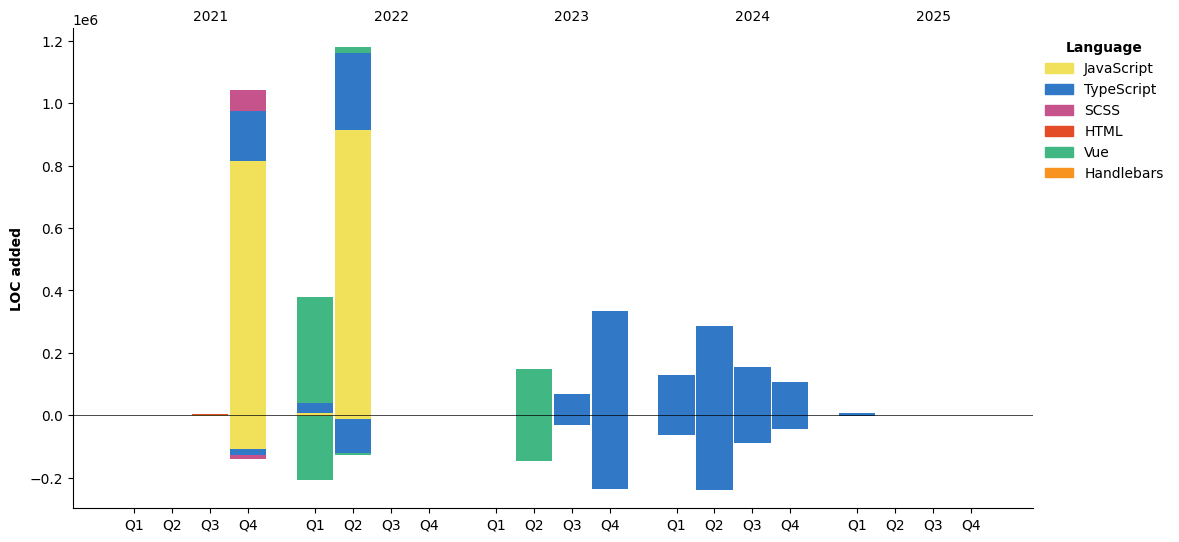 1e6
2021 2022 2023 2024 2025
Language
JavaScript
TypeScript
SCSS
HTML
Vue
Handlebars
LOC added
1.2
1.0
0.8
0.6
0.4
0.2
0.0
−0.2
Q1 Q2 Q3 Q4 Q1 Q2 Q3 Q4 Q1 Q2 Q3 Q4 Q1 Q2 Q3 Q4 Q1 Q2 Q3 Q4